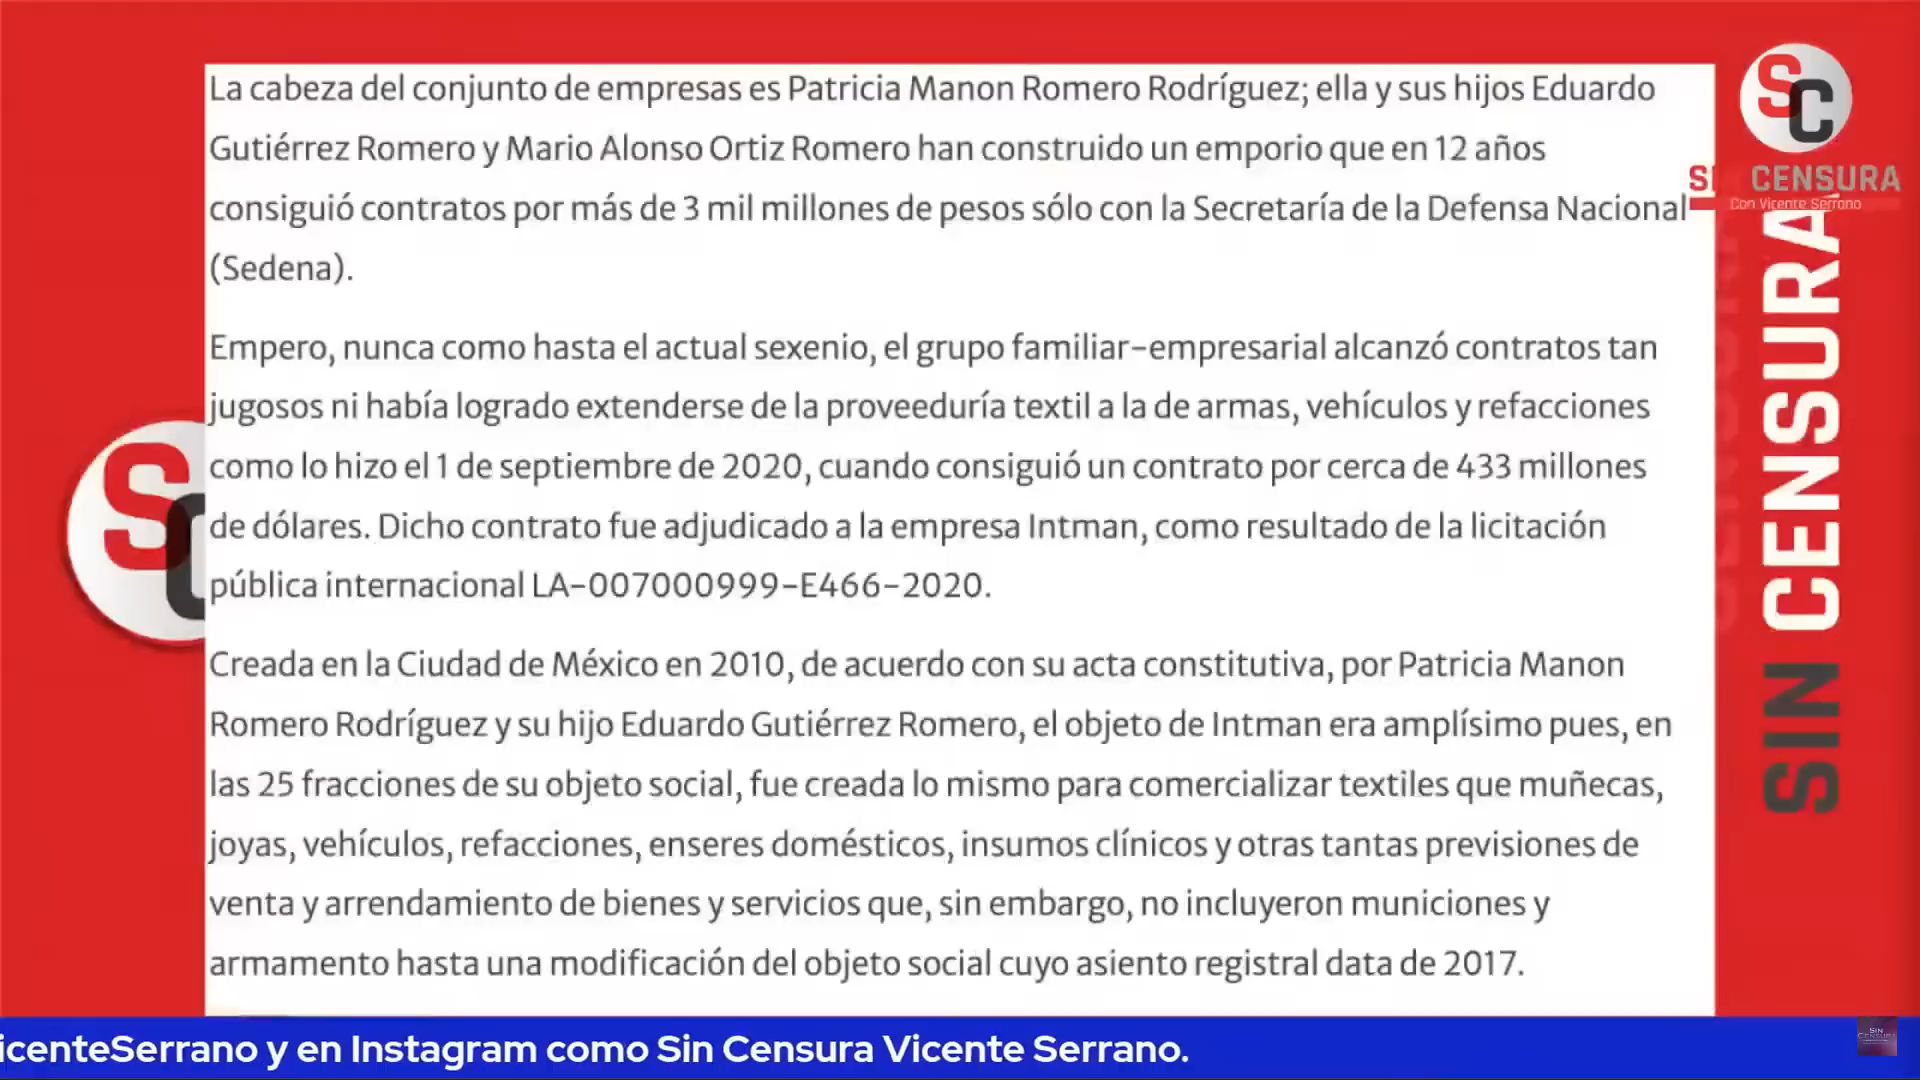 La cabeza del conjunto de empresas es Patricia Manon Romero Rodríguez; ella y sus hijos Eduardo
Gutiérrez Romero y Mario Alonso Ortiz Romero han construido un emporio que en 12 años
consiguió contratos por más de 3 mil millones de pesos sólo con la Secretaría de la Defensa Nacional
(Sedena).
Empero, nunca como hasta el actual sexenio, el grupo familiar-empresarial alcanzó contratos tan
jugosos ni había logrado extenderse de la proveeduría textil a la de armas, vehículos y refacciones
como lo hizo el 1 de septiembre de 2020, cuando consiguió un contrato por cerca de 433 millones
de dólares. Dicho contrato fue adjudicado a la empresa Intman, como resultado de la licitación
pública internacional LA-007000999-E466-2020.
Creada en la Ciudad de México en 2010, de acuerdo con su acta constitutiva, por Patricia Manon
Romero Rodríguez y su hijo Eduardo Gutiérrez Romero, el objeto de Intman era amplísimo pues, en
las 25 fracciones de su objeto social, fue creada lo mismo para comercializar textiles que muñecas,
joyas, vehículos, refacciones, enseres domésticos, insumos clínicos y otras tantas previsiones de
venta y arrendamiento de bienes y servicios que, sin embargo, no incluyeron municiones y
armamento hasta una modificación del objeto social cuyo asiento registral data de 2017.
SC
CENSURA
Con Vicente Serrano
SIN CENSURA
SC
icenteSerrano y en Instagram como Sin Censura Vicente Serrano.